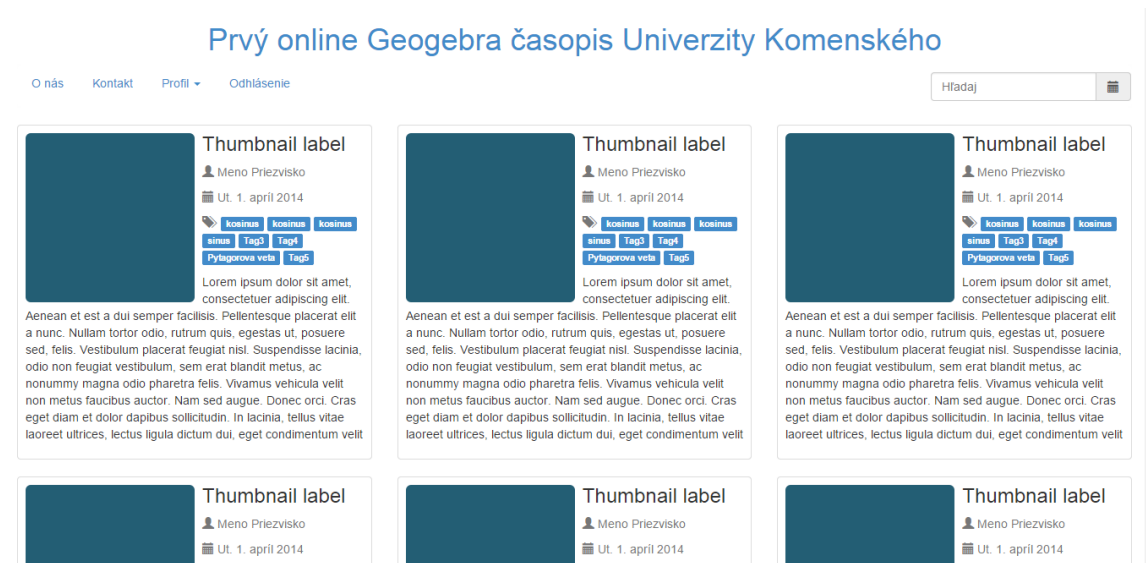 Prvý online Geogebra časopis Univerzity Komenského
O nás Kontakt Profil Odhlásenie Hľadaj
Thumbnail label
Meno Priezvisko
Ut. 1. apríl 2014
kosinus kosinus kosinus
sinus Tag3 Tag4
Pytagorova veta Tag5
Lorem ipsum dolor sit amet,
consectetuer adipiscing elit.
Aenean et est a dui semper facilisis. Pellentesque placerat elit
a nunc. Nullam tortor odio, rutrum quis, egestas ut, posuere
sed, felis. Vestibulum placerat feugiat nisl. Suspendisse lacinia,
odio non feugiat vestibulum, sem erat blandit metus, ac
nonummy magna odio pharetra felis. Vivamus vehicula velit
non metus faucibus auctor. Nam sed augue. Donec orci. Cras
eget diam et dolor dapibus sollicitudin. In lacinia, tellus vitae
laoreet ultrices, lectus ligula dictum dui, eget condimentum velit
Thumbnail label
Meno Priezvisko
Ut. 1. apríl 2014
kosinus kosinus kosinus
sinus Tag3 Tag4
Pytagorova veta Tag5
Lorem ipsum dolor sit amet,
consectetuer adipiscing elit.
Aenean et est a dui semper facilisis. Pellentesque placerat elit
a nunc. Nullam tortor odio, rutrum quis, egestas ut, posuere
sed, felis. Vestibulum placerat feugiat nisl. Suspendisse lacinia,
odio non feugiat vestibulum, sem erat blandit metus, ac
nonummy magna odio pharetra felis. Vivamus vehicula velit
non metus faucibus auctor. Nam sed augue. Donec orci. Cras
eget diam et dolor dapibus sollicitudin. In lacinia, tellus vitae
laoreet ultrices, lectus ligula dictum dui, eget condimentum velit
Thumbnail label
Meno Priezvisko
Ut. 1. apríl 2014
kosinus kosinus kosinus
sinus Tag3 Tag4
Pytagorova veta Tag5
Lorem ipsum dolor sit amet,
consectetuer adipiscing elit.
Aenean et est a dui semper facilisis. Pellentesque placerat elit
a nunc. Nullam tortor odio, rutrum quis, egestas ut, posuere
sed, felis. Vestibulum placerat feugiat nisl. Suspendisse lacinia,
odio non feugiat vestibulum, sem erat blandit metus, ac
nonummy magna odio pharetra felis. Vivamus vehicula velit
non metus faucibus auctor. Nam sed augue. Donec orci. Cras
eget diam et dolor dapibus sollicitudin. In lacinia, tellus vitae
laoreet ultrices, lectus ligula dictum dui, eget condimentum velit
Thumbnail label
Meno Priezvisko
Ut. 1. apríl 2014
Thumbnail label
Meno Priezvisko
Ut. 1. apríl 2014
Thumbnail label
Meno Priezvisko
Ut. 1. apríl 2014